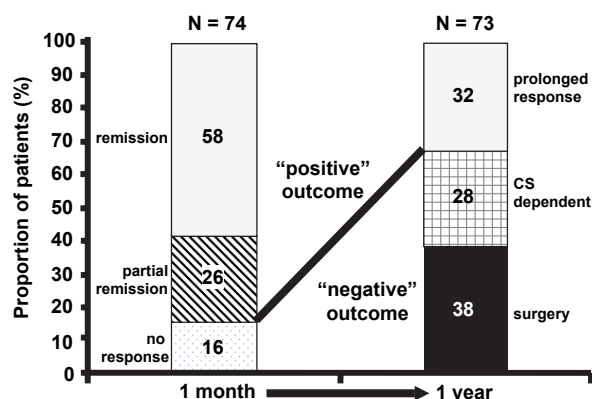 N = 74
N = 73
Proportion of patients (%)
100
90
80
70
60
50
40
30
20
10
0
remission
58
partial
remission
26
no
response
16
“positive”
outcome
“negative”
outcome
32
prolonged
response
28
CS
dependent
38
surgery
1 month
1 year